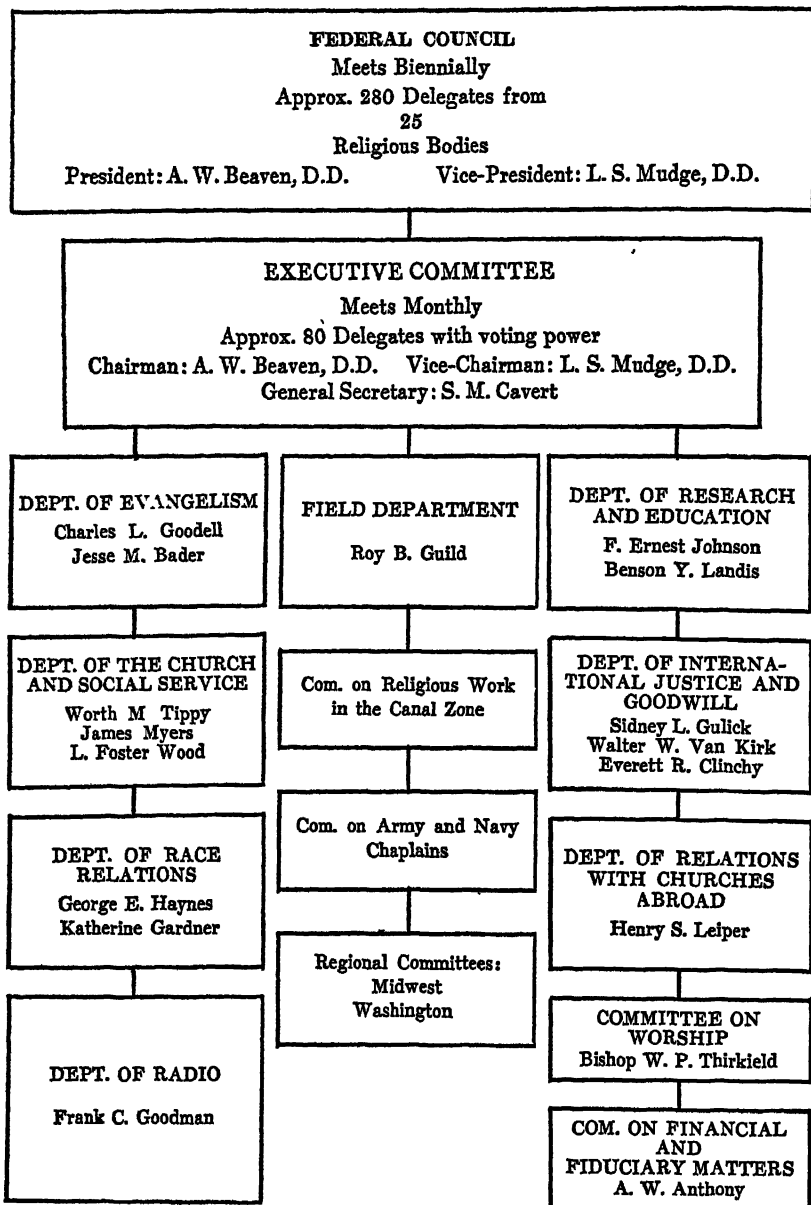 FEDERAL COUNCIL
Meets Biennially
Approx. 280 Delegates from
25
Religious Bodies
President: A. W. Beaven, D.D. Vice-President: L. S. Mudge, D.D.
EXECUTIVE COMMITTEE
Meets Monthly
Approx. 80 Delegates with voting power
Chairman: A. W. Beaven, D.D. Vice-Chairman: L. S. Mudge, D.D.
General Secretary: S. M. Cavert
DEPT. OF EVANGELISM
Charles L. Goodell
Jesse M. Bader
DEPT. OF THE CHURCH
AND SOCIAL SERVICE
Worth M Tippy
James Myers
L. Foster Wood
DEPT. OF RACE
RELATIONS
George E. Haynes
Katherine Gardner
DEPT. OF RADIO
Frank C. Goodman
FIELD DEPARTMENT
Roy B. Guild
Com. on Religious Work
in the Canal Zone
Com. on Army and Navy
Chaplains
Regional Committees:
Midwest
Washington
DEPT. OF RESEARCH
AND EDUCATION
F. Ernest Johnson
Benson Y. Landis
DEPT. OF INTERNA-
TIONAL JUSTICE AND
GOODWILL
Sidney L. Gulick
Walter W. Van Kirk
Everett R. Clinchy
DEPT. OF RELATIONS
WITH CHURCHES
ABROAD
Henry S. Leiper
COMMITTEE ON
WORSHIP
Bishop W. P. Thirkield
COM. ON FINANCIAL
AND
FIDUCIARY MATTERS
A. W. Anthony